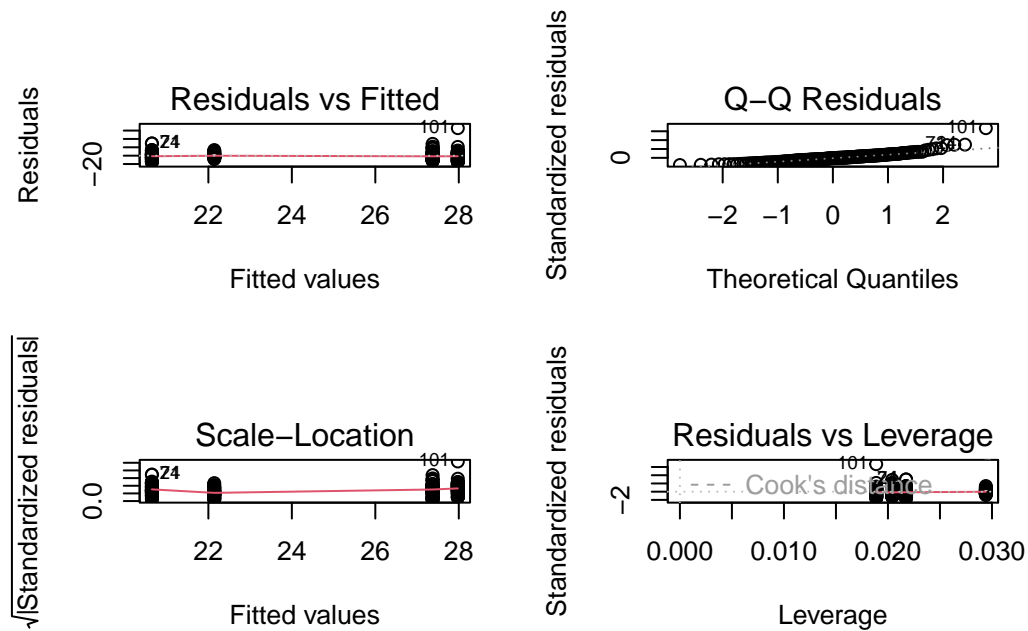 Residuals vs Fitted
Residuals
−20
101
24
22 24 26 28
Fitted values
Q−Q Residuals
Standardized residuals
0
101
−2 −1 0 1 2
Theoretical Quantiles
Scale−Location
√|Standardized residuals|
0.0
101
24
22 24 26 28
Fitted values
Residuals vs Leverage
Standardized residuals
−2
101
Cook's distance
0.000 0.010 0.020 0.030
Leverage